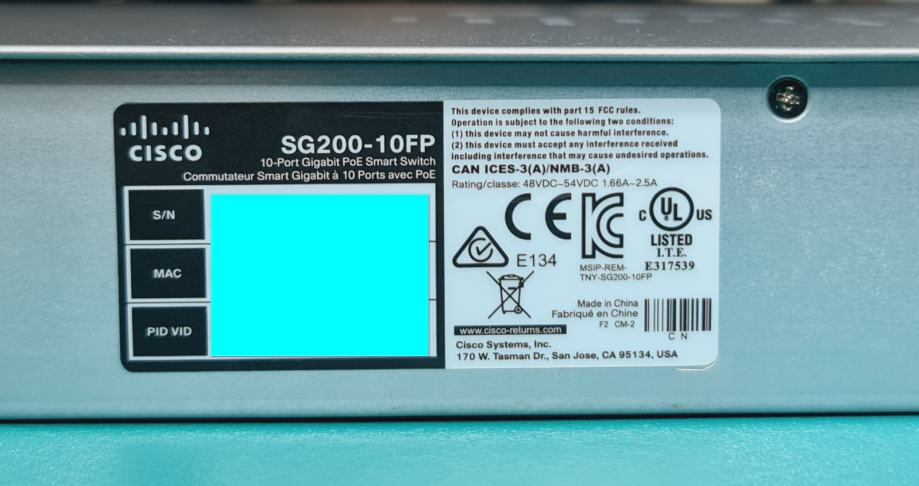 CISCO
SG200-10FP
10-Port Gigabit PoE Smart Switch
Commutateur Smart Gigabit à 10 Ports avec PoE
S/N
MAC
PID VID
This device complies with part 15 FCC rules.
Operation is subject to the following two conditions:
(1) this device may not cause harmful interference.
(2) this device must accept any interference received
including interference that may cause undesired operations.
CAN ICES-3(A)/NMB-3(A)
Rating/classe: 48VDC~54VDC 1.66A~2.5A
CE
C UL US
LISTED
I.T.E.
E317539
E134
MSIP-REM-
TNY-SG200-10FP
Made in China
Fabriqué en Chine
F2 CM-2
C N
www.cisco-returns.com
Cisco Systems, Inc.
170 W. Tasman Dr., San Jose, CA 95134, USA